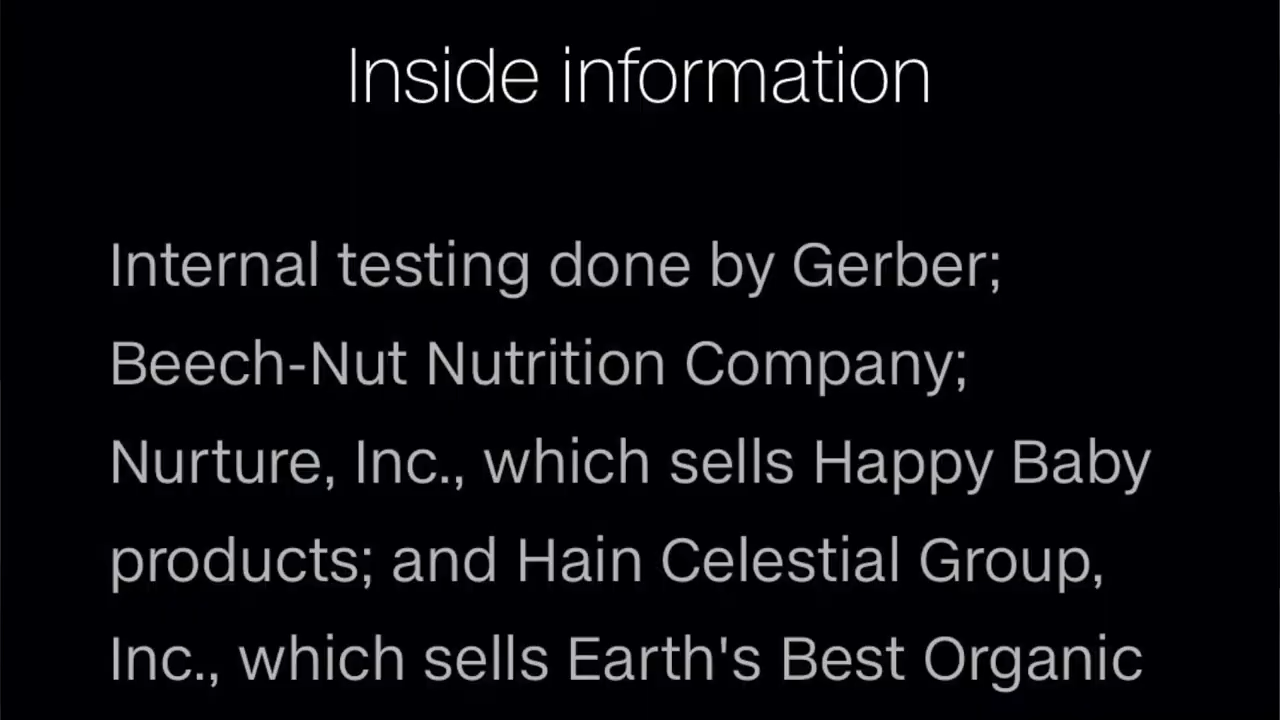 Inside information
Internal testing done by Gerber;
Beech-Nut Nutrition Company;
Nurture, Inc., which sells Happy Baby
products; and Hain Celestial Group,
Inc., which sells Earth's Best Organic